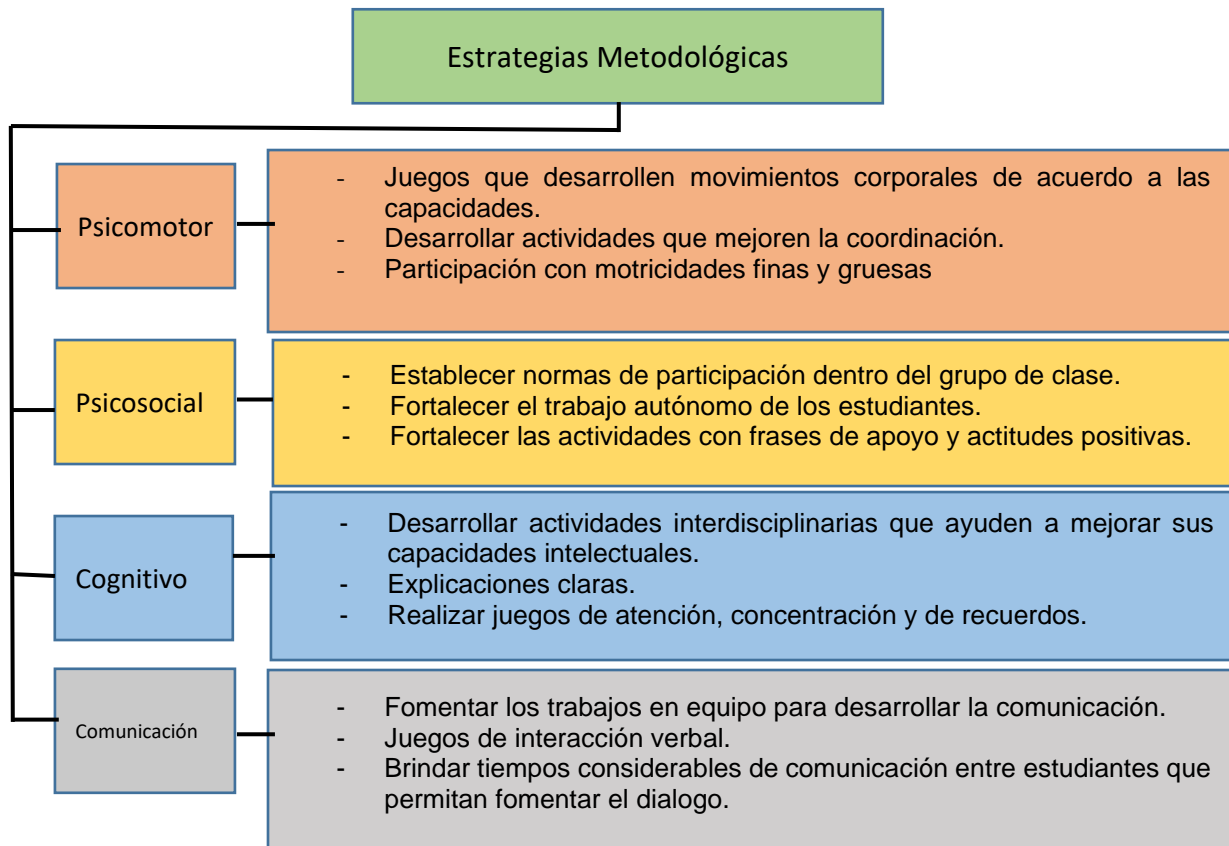 Estrategias Metodológicas
Psicomotor
- Juegos que desarrollen movimientos corporales de acuerdo a las
capacidades.
- Desarrollar actividades que mejoren la coordinación.
- Participación con motricidades finas y gruesas
Psicosocial
- Establecer normas de participación dentro del grupo de clase.
- Fortalecer el trabajo autónomo de los estudiantes.
- Fortalecer las actividades con frases de apoyo y actitudes positivas.
Cognitivo
- Desarrollar actividades interdisciplinarias que ayuden a mejorar sus
capacidades intelectuales.
- Explicaciones claras.
- Realizar juegos de atención, concentración y de recuerdos.
Comunicación
- Fomentar los trabajos en equipo para desarrollar la comunicación.
- Juegos de interacción verbal.
- Brindar tiempos considerables de comunicación entre estudiantes que
permitan fomentar el dialogo.